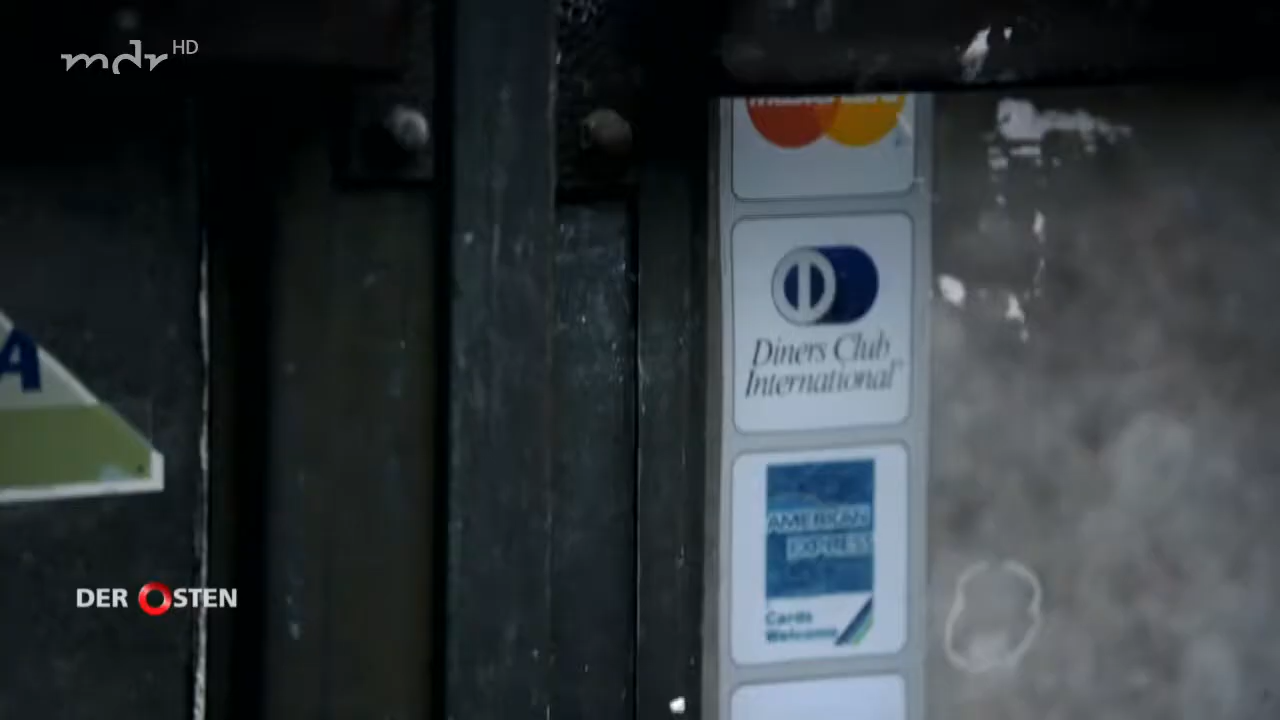 mdr HD
Diners Club
International
AMERICAN
EXPRESS
Cards
Welcome
A
DER OSTEN